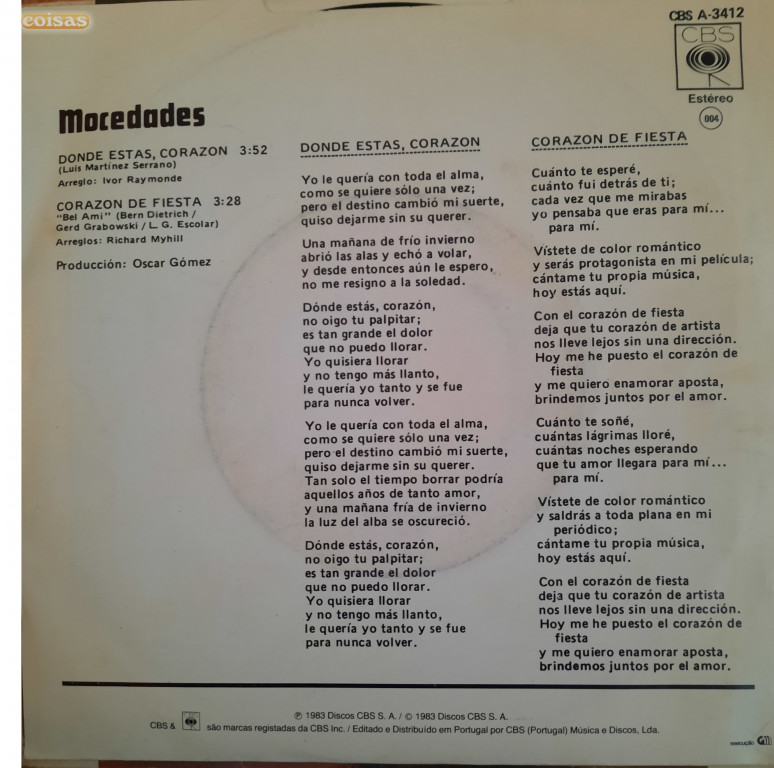 coisas
CBS A-3412
CBS
Estéreo
004
Mocedades
DONDE ESTAS, CORAZON 3:52
(Luis Martínez Serrano)
Arreglo: Ivor Raymonde
CORAZON DE FIESTA 3:28
"Bel Ami" (Bern Dietrich /
Gerd Grabowski / L. G. Escolar)
Arreglos: Richard Myhill
Producción: Oscar Gómez
DONDE ESTAS, CORAZON
Yo le quería con toda el alma,
como se quiere sólo una vez;
pero el destino cambió mi suerte,
quiso dejarme sin su querer.
Una mañana de frío invierno
abrió las alas y echó a volar,
y desde entonces aún le espero,
no me resigno a la soledad.
Dónde estás, corazón,
no oigo tu palpitar;
es tan grande el dolor
que no puedo llorar.
Yo quisiera llorar
y no tengo más llanto,
le quería yo tanto y se fue
para nunca volver.
Yo le quería con toda el alma,
como se quiere sólo una vez;
pero el destino cambió mi suerte,
quiso dejarme sin su querer.
Tan solo el tiempo borrar podría
aquellos años de tanto amor,
y una mañana fría de invierno
la luz del alba se oscureció.
Dónde estás, corazón,
no oigo tu palpitar;
es tan grande el dolor
que no puedo llorar.
Yo quisiera llorar
y no tengo más llanto,
le quería yo tanto y se fue
para nunca volver.
CORAZON DE FIESTA
Cuánto te esperé,
cuánto fui detrás de ti;
cada vez que me mirabas
yo pensaba que eras para mí...
para mí.
Vístete de color romántico
y serás protagonista en mi película;
cántame tu propia música,
hoy estás aquí.
Con el corazón de fiesta
deja que tu corazón de artista
nos lleve lejos sin una dirección.
Hoy me he puesto el corazón de
fiesta
y me quiero enamorar aposta,
brindemos juntos por el amor.
Cuánto te soñé,
cuántas lágrimas lloré,
cuántas noches esperando
que tu amor llegara para mí...
para mí.
Vístete de color romántico
y saldrás a toda plana en mi
periódico;
cántame tu propia música,
hoy estás aquí.
Con el corazón de fiesta
deja que tu corazón de artista
nos lleve lejos sin una dirección.
Hoy me he puesto el corazón de
fiesta
y me quiero enamorar aposta,
brindemos juntos por el amor.
℗ 1983 Discos CBS S. A. / © 1983 Discos CBS S. A.
CBS & são marcas registadas da CBS Inc. / Editado e Distribuído em Portugal por CBS (Portugal) Música e Discos, Lda.
execução